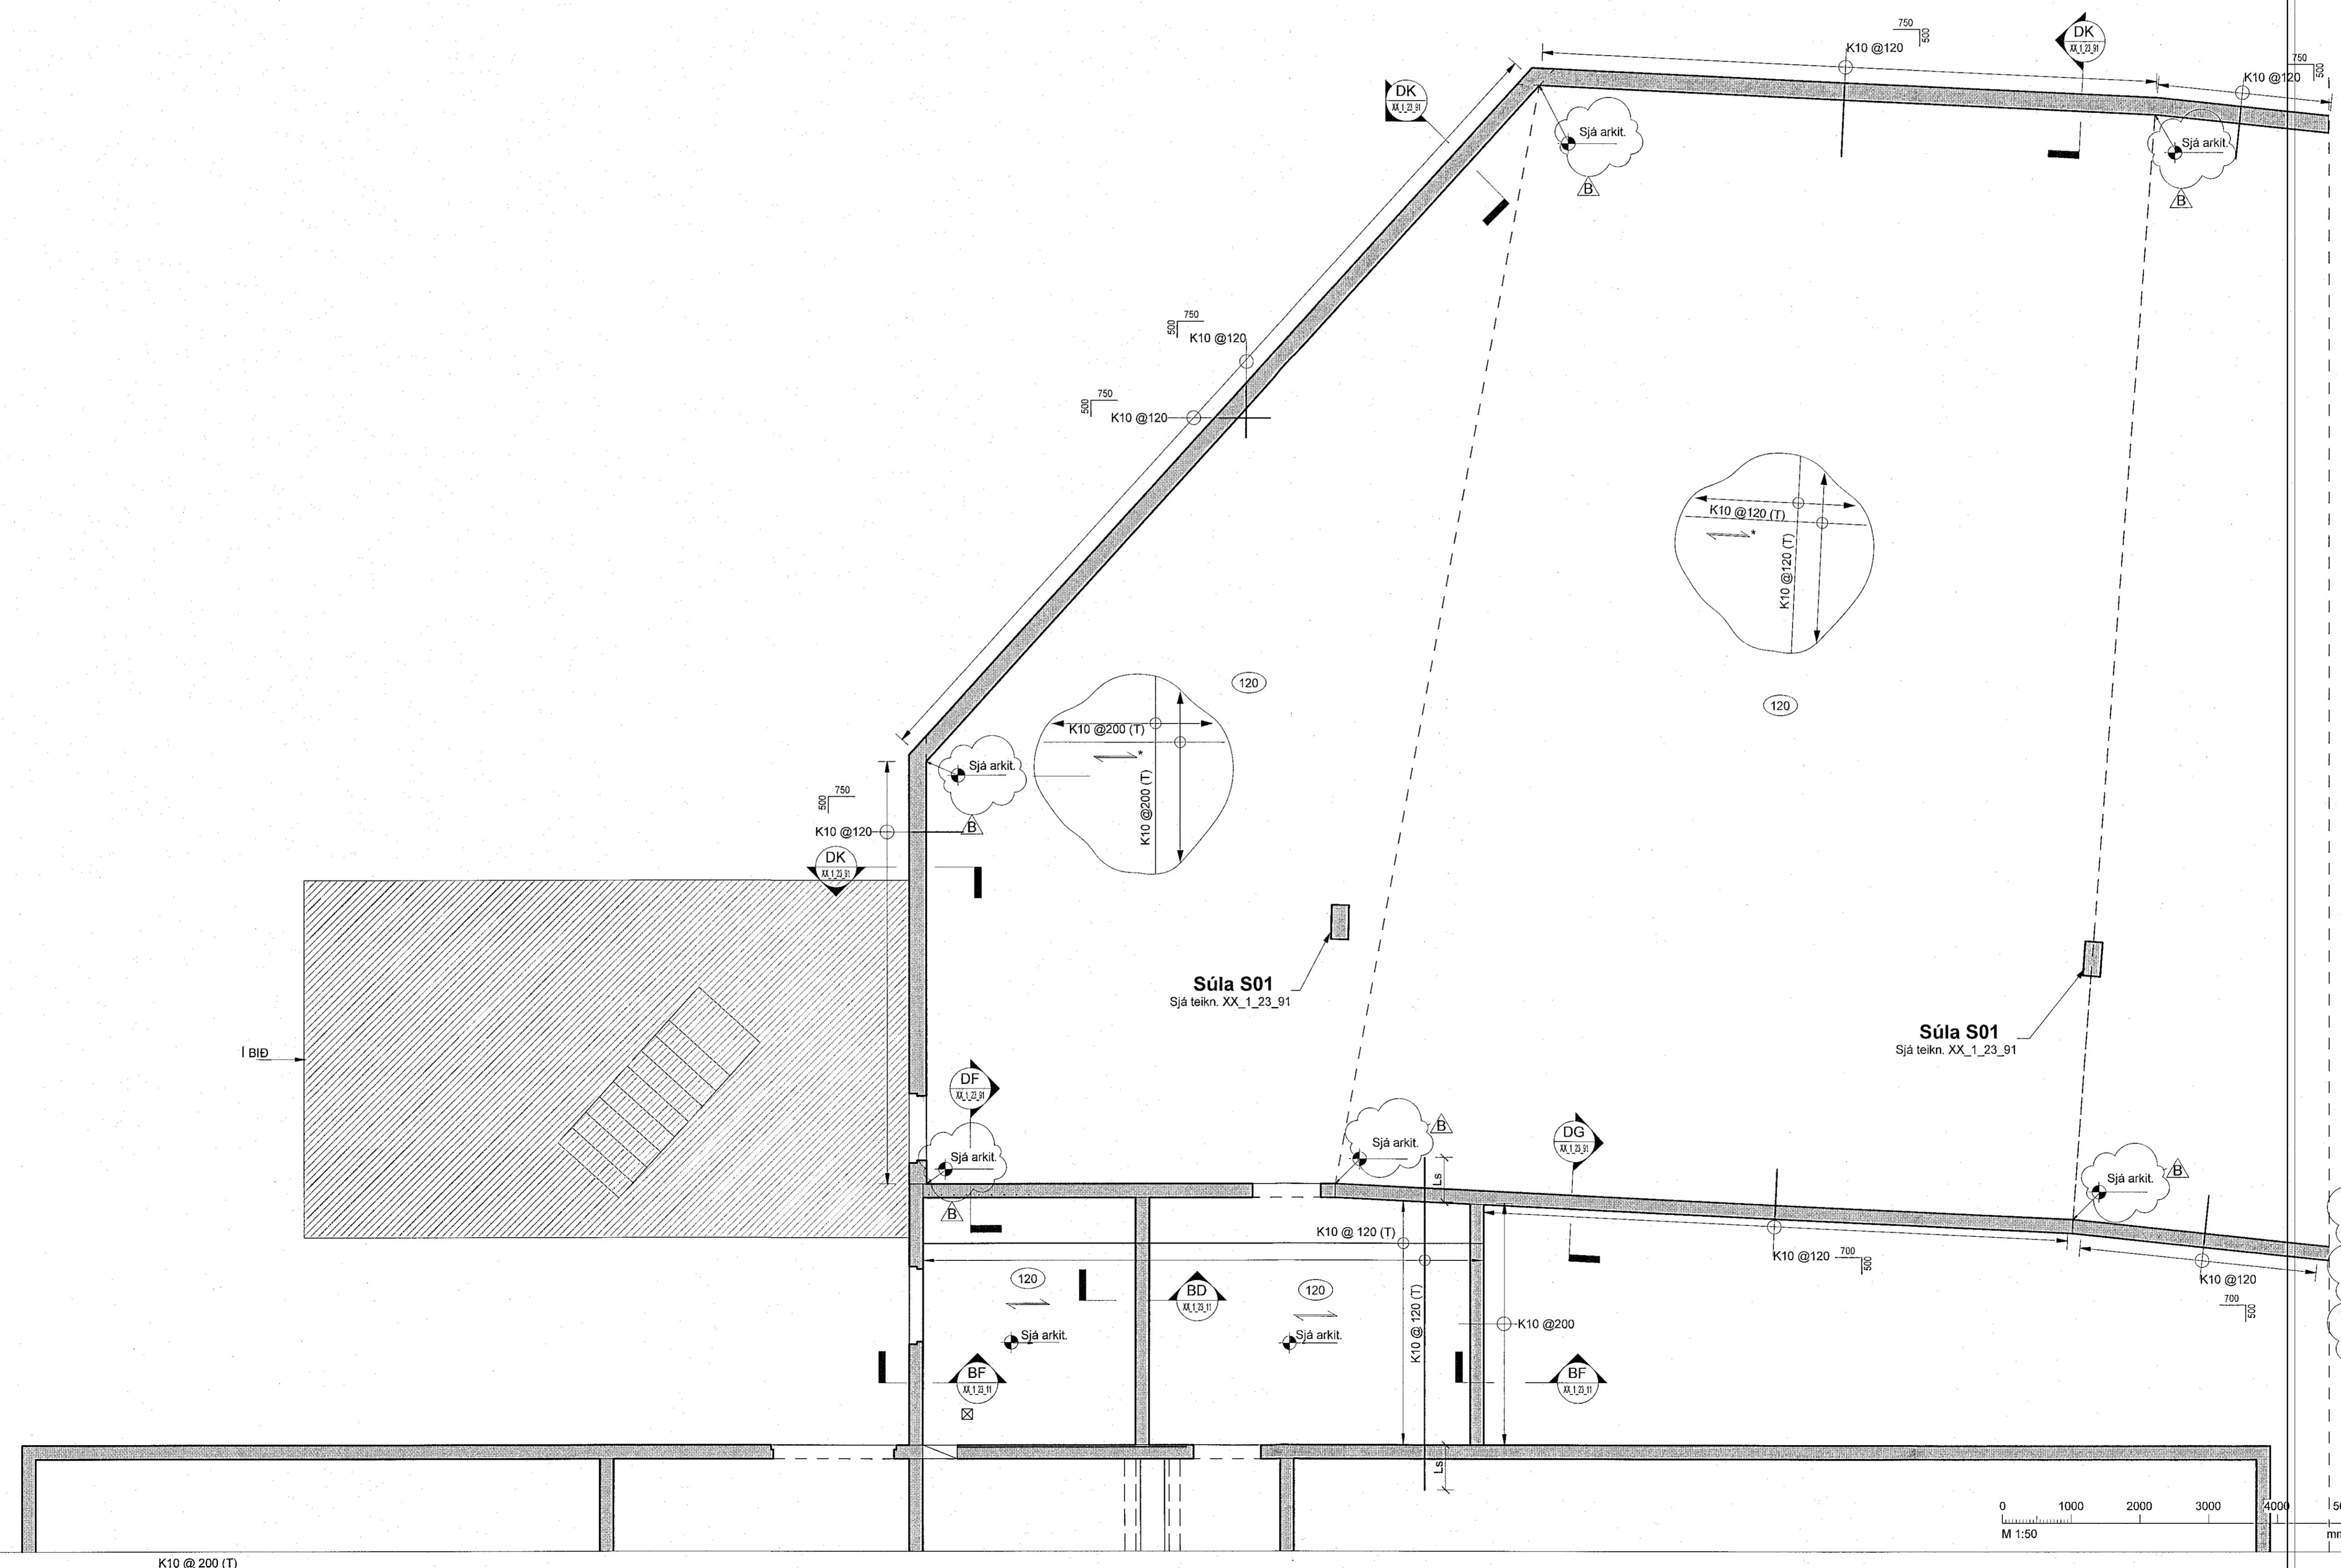 750
500
K10 @120
DK
XX_1_23_91
750
500
K10 @120
DK
XX_1_23_91
Sjá arkit.
B
Sjá arkit.
B
750
500
K10 @120
750
500
K10 @120
K10 @120 (T)
*
K10 @120 (T)
120
120
K10 @200 (T)
*
K10 @200 (T)
Sjá arkit.
B
750
500
K10 @120
DK
XX_1_23_91
Súla S01
Sjá teikn. XX_1_23_91
Súla S01
Sjá teikn. XX_1_23_91
Í BIÐ
DF
XX_1_23_91
Sjá arkit.
B
Sjá arkit.
B
Ls
DG
XX_1_23_91
Sjá arkit.
B
K10 @ 120 (T)
K10 @120
700
500
K10 @120
700
500
120
120
BD
XX_1_23_11
K10 @ 120 (T)
K10 @200
Sjá arkit.
Sjá arkit.
BF
XX_1_23_11
BF
XX_1_23_11
Ls
0 1000 2000 3000 4000
M 1:50
K10 @ 200 (T)